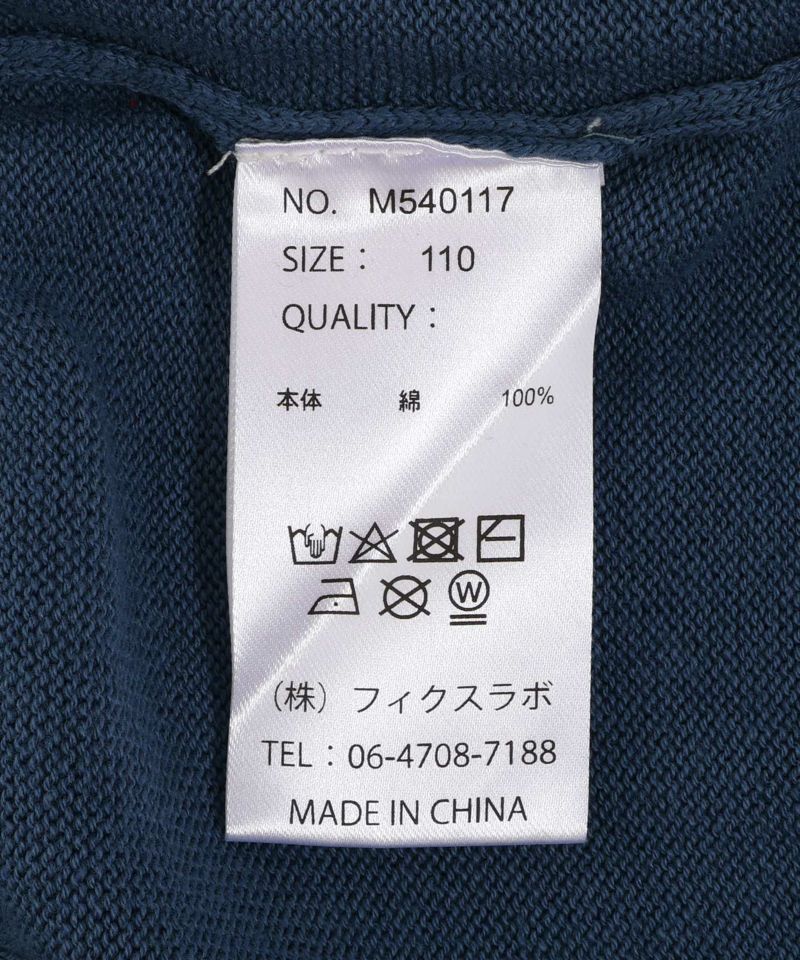 NO. M540117
SIZE： 110
QUALITY：
本体 綿 100%
W
（株）フィクスラボ
TEL：06-4708-7188
MADE IN CHINA